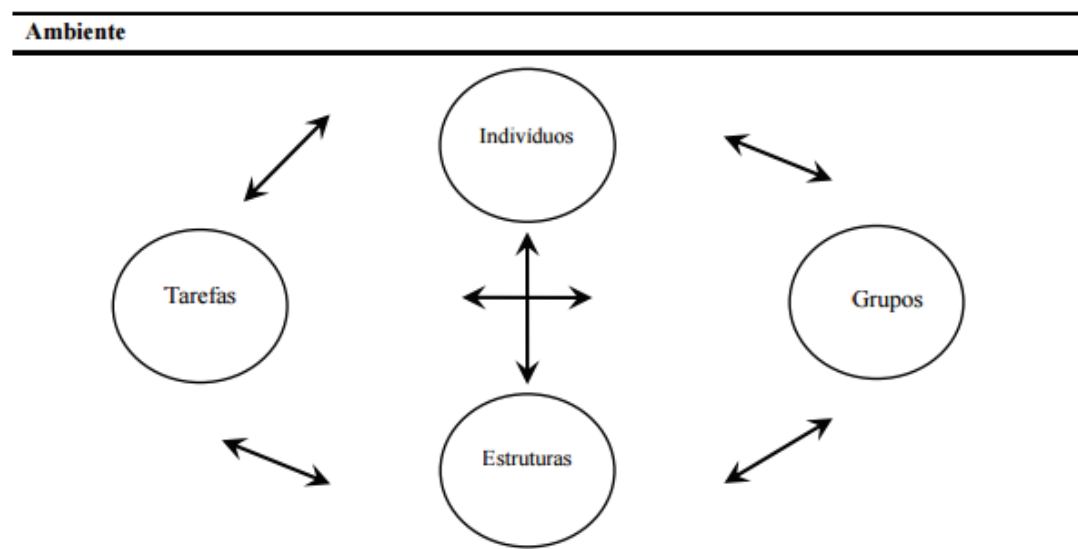 Ambiente
Indivíduos
Tarefas
Grupos
Estruturas